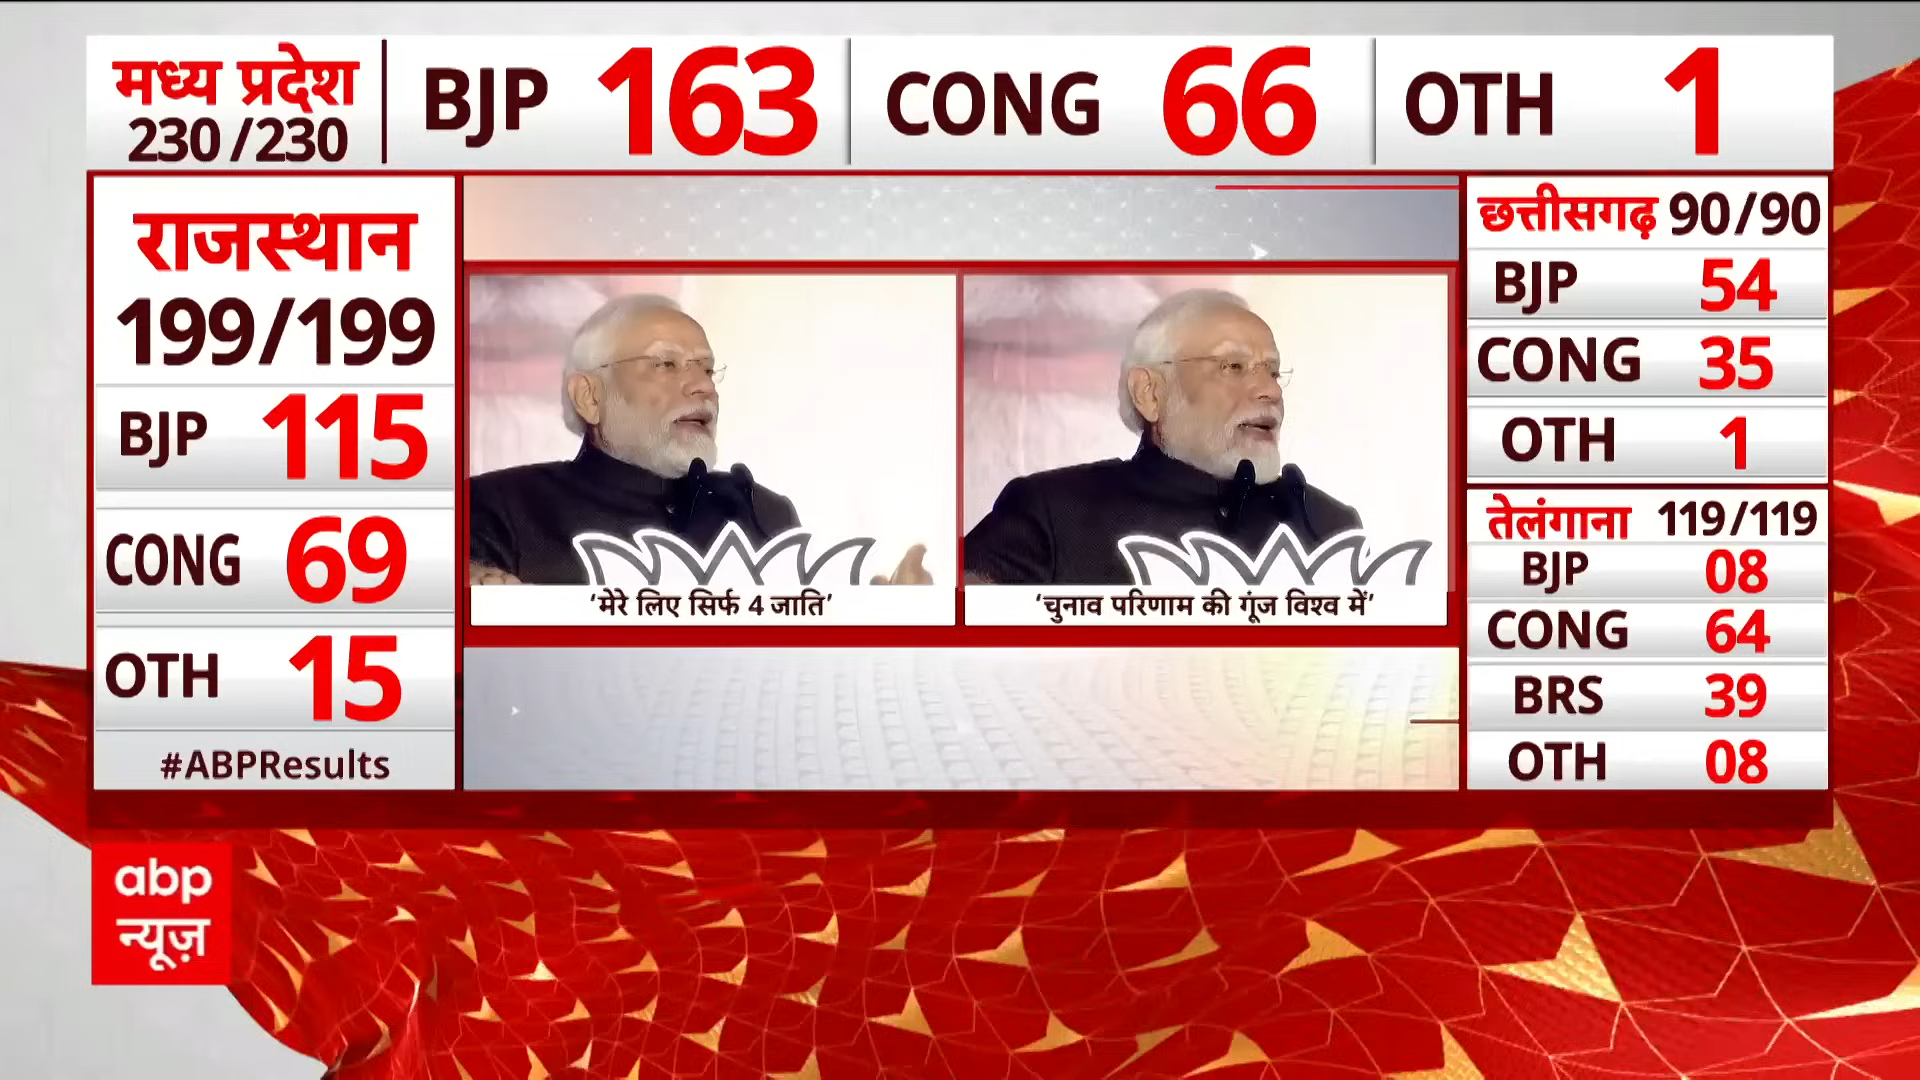 मध्य प्रदेश
230/230
BJP 163
CONG 66
OTH 1
राजस्थान
199/199
BJP 115
CONG 69
OTH 15
#ABPResults
‘मेरे लिए सिर्फ 4 जाति’
‘चुनाव परिणाम की गूंज विश्व में’
छत्तीसगढ़ 90/90
BJP 54
CONG 35
OTH 1
तेलंगाना 119/119
BJP 08
CONG 64
BRS 39
OTH 08
abp
न्यूज़